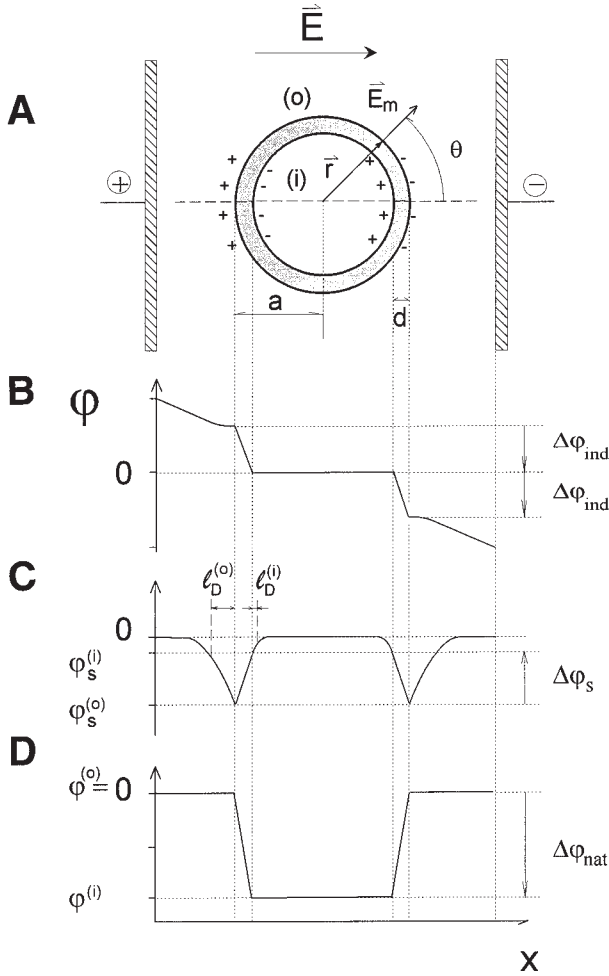 E
A
(o)
E_m
(i)
r
θ
+
+ + + + - - - -
+ + + + - - - -
−
a
d
B
φ
0
Δφ_ind
Δφ_ind
C
ℓ_D^(o) ℓ_D^(i)
0
φ_s^(i)
φ_s^(o)
Δφ_s
D
φ^(o) = 0
φ^(i)
Δφ_nat
x